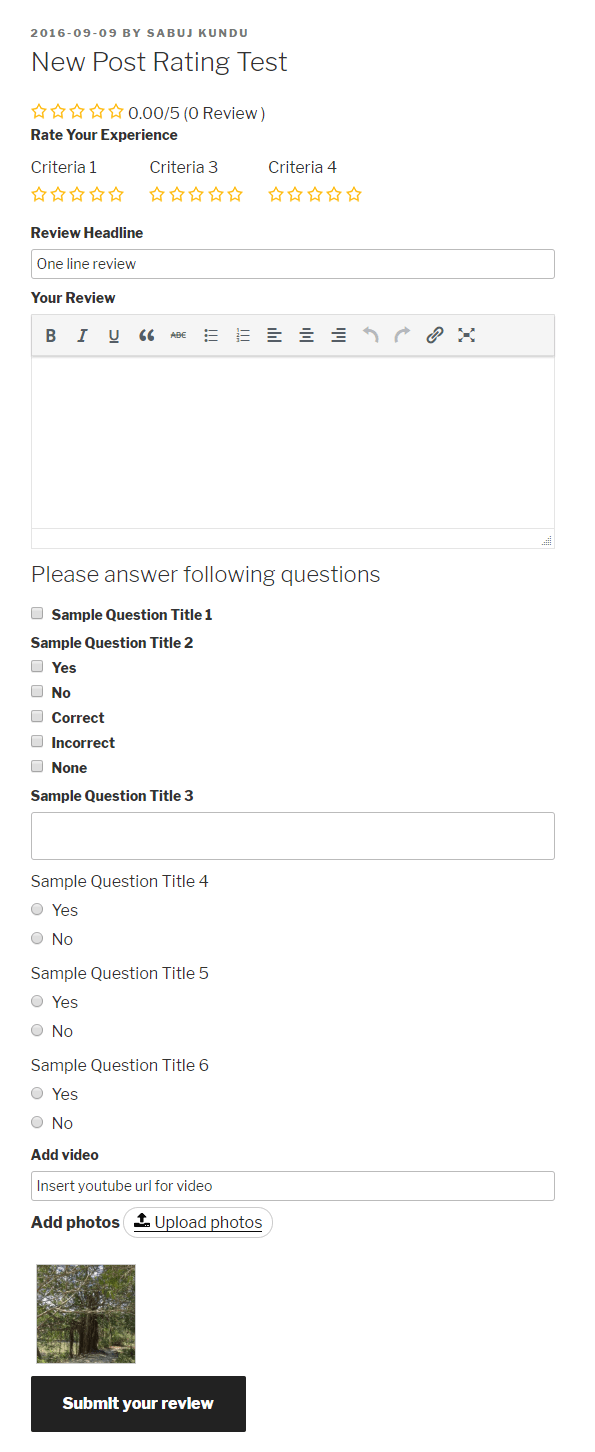 2016-09-09 BY SABUJ KUNDU
New Post Rating Test
0.00/5 (0 Review )
Rate Your Experience
Criteria 1 Criteria 3 Criteria 4
Review Headline
One line review
Your Review
B I U ABC
Please answer following questions
Sample Question Title 1
Sample Question Title 2
Yes
No
Correct
Incorrect
None
Sample Question Title 3
Sample Question Title 4
Yes
No
Sample Question Title 5
Yes
No
Sample Question Title 6
Yes
No
Add video
Insert youtube url for video
Add photos Upload photos
Submit your review